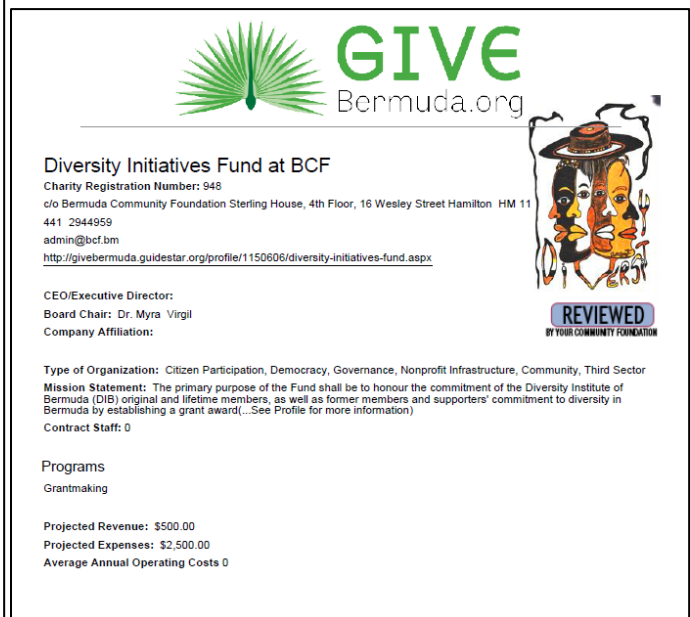 GIVE
Bermuda.org
Diversity Initiatives Fund at BCF
Charity Registration Number: 948
c/o Bermuda Community Foundation Sterling House, 4th Floor, 16 Wesley Street Hamilton HM 11
441 2944959
admin@bcf.bm
http://givebermuda.guidestar.org/profile/1150606/diversity-initiatives-fund.aspx
DIVERSITY
REVIEWED
BY YOUR COMMUNITY FOUNDATION
CEO/Executive Director:
Board Chair: Dr. Myra Virgil
Company Affiliation:
Type of Organization: Citizen Participation, Democracy, Governance, Nonprofit Infrastructure, Community, Third Sector
Mission Statement: The primary purpose of the Fund shall be to honour the commitment of the Diversity Institute of
Bermuda (DIB) original and lifetime members, as well as former members and supporters' commitment to diversity in
Bermuda by establishing a grant award(...See Profile for more information)
Contract Staff: 0
Programs
Grantmaking
Projected Revenue: $500.00
Projected Expenses: $2,500.00
Average Annual Operating Costs 0